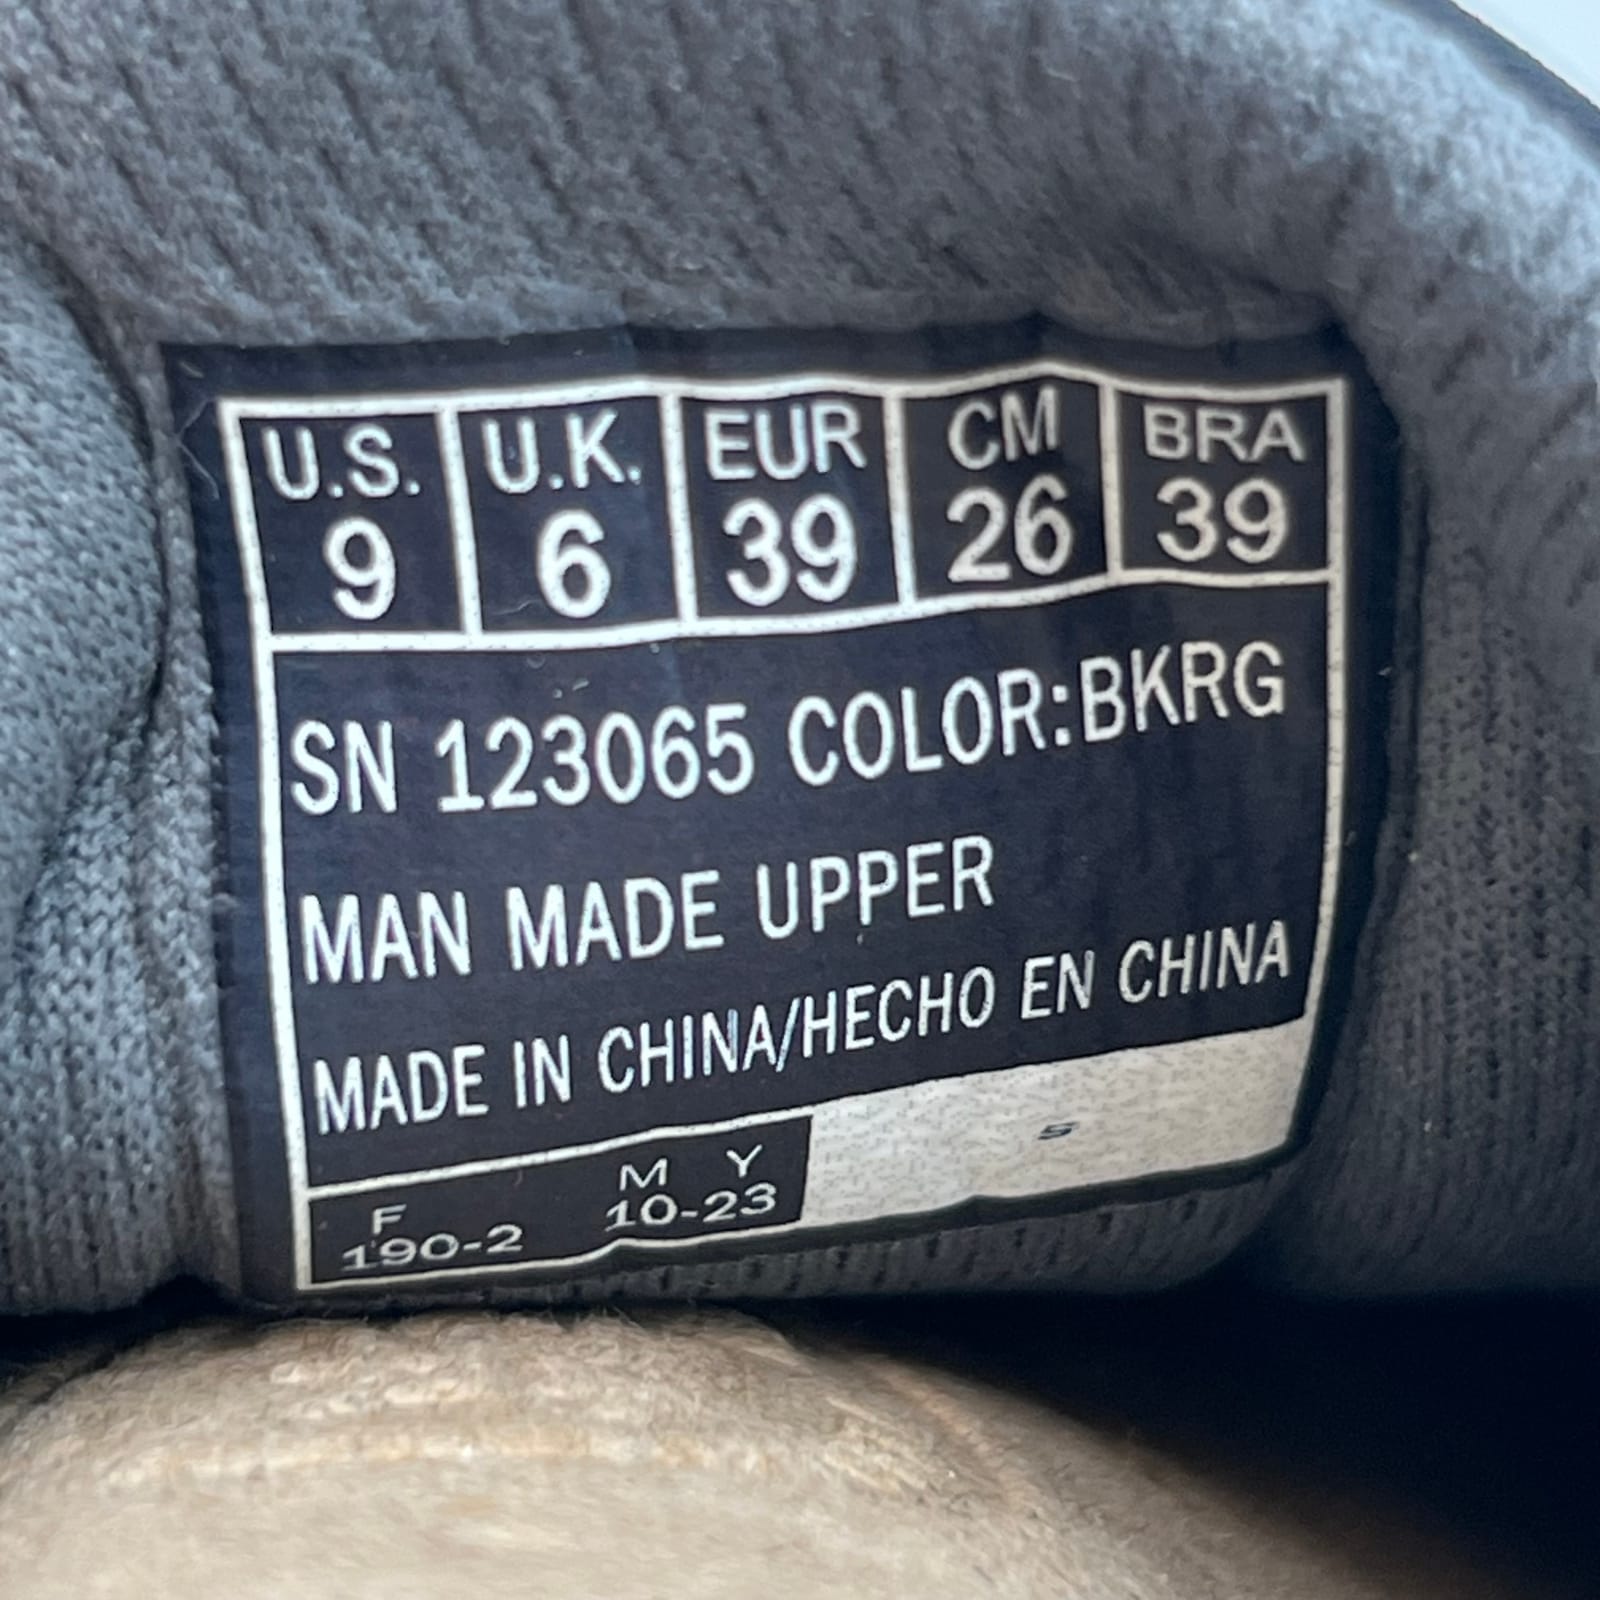 U.S. U.K. EUR CM BRA
9 6 39 26 39
SN 123065 COLOR:BKRG
MAN MADE UPPER
MADE IN CHINA/HECHO EN CHINA
F M Y
190-2 10-23
S